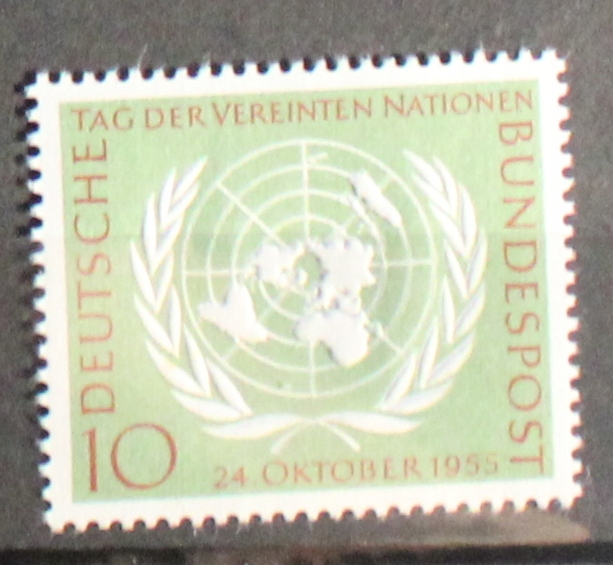 TAG DER VEREINTEN NATIONEN
DEUTSCHE
BUNDESPOST
10
24. OKTOBER 1955